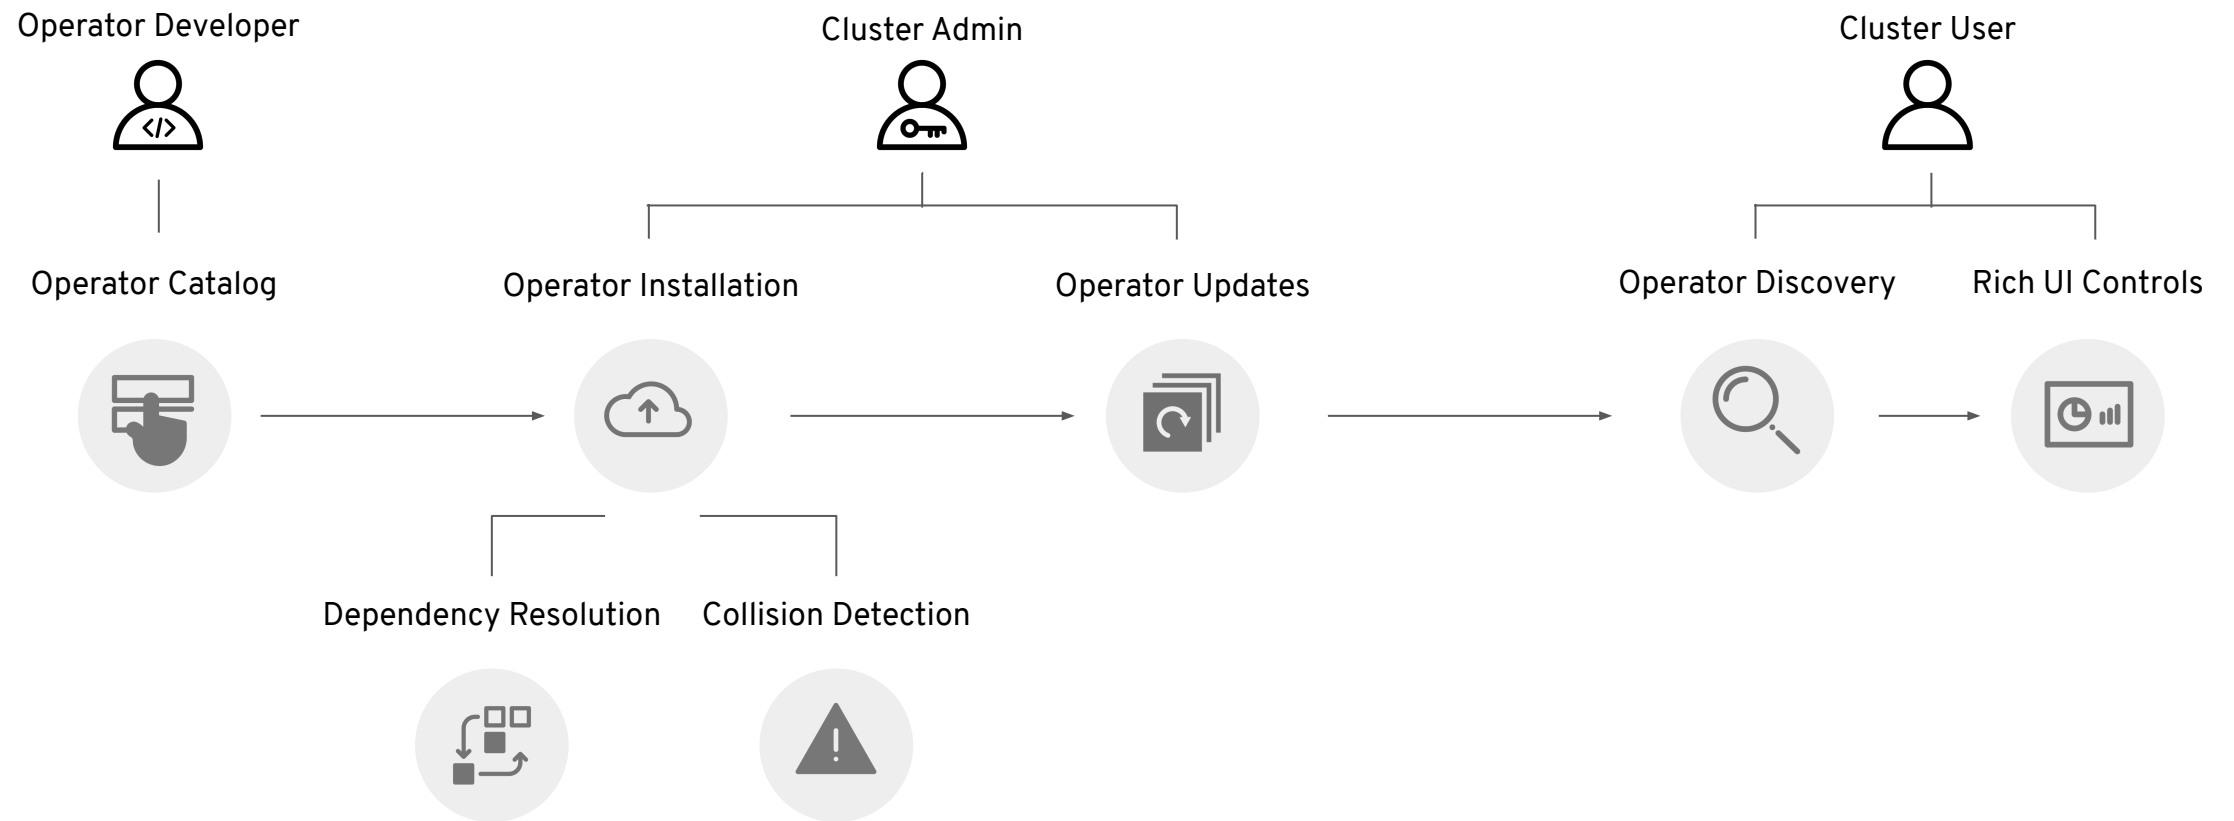 Operator Developer
Cluster Admin
Cluster User
Operator Catalog
Operator Installation
Operator Updates
Operator Discovery
Rich UI Controls
Dependency Resolution
Collision Detection